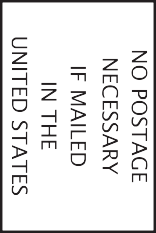 NO POSTAGE
NECESSARY
IF MAILED
IN THE
UNITED STATES